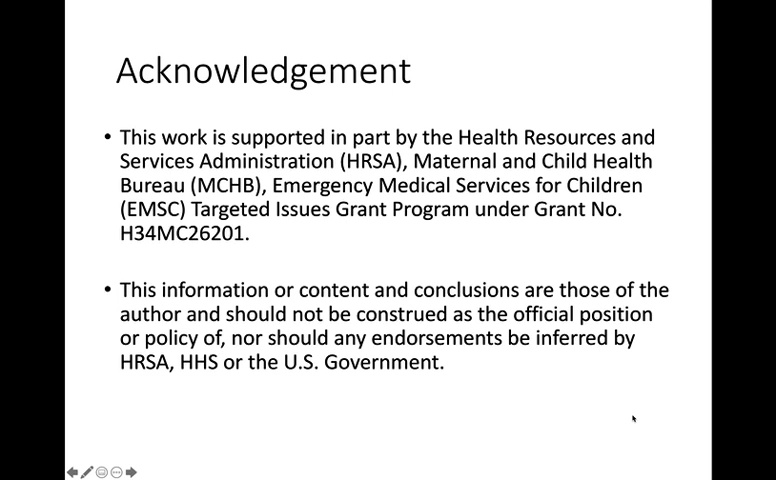 Acknowledgement
• This work is supported in part by the Health Resources and
Services Administration (HRSA), Maternal and Child Health
Bureau (MCHB), Emergency Medical Services for Children
(EMSC) Targeted Issues Grant Program under Grant No.
H34MC26201.
• This information or content and conclusions are those of the
author and should not be construed as the official position
or policy of, nor should any endorsements be inferred by
HRSA, HHS or the U.S. Government.